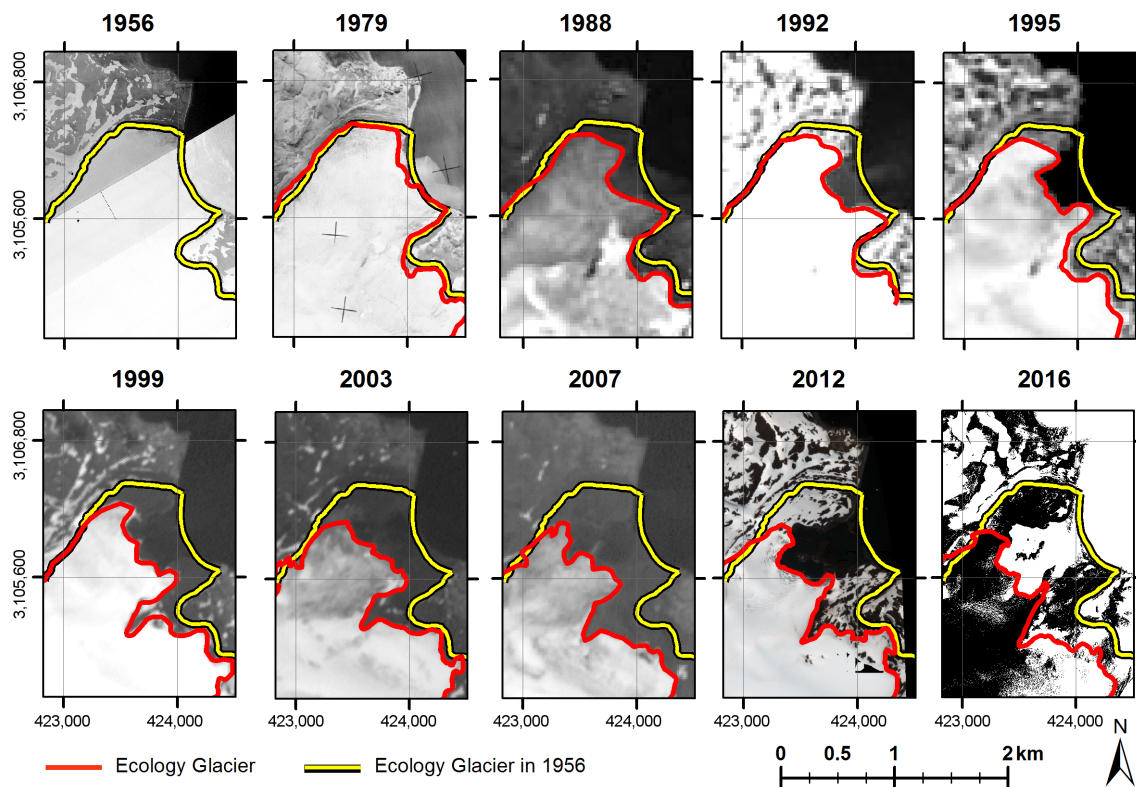 1956 1979 1988 1992 1995
3,106,800
3,105,600
1999 2003 2007 2012 2016
3,106,800
3,105,600
423,000 424,000 423,000 424,000 423,000 424,000 423,000 424,000 423,000 424,000
N
0 0.5 1 2 km
Ecology Glacier Ecology Glacier in 1956